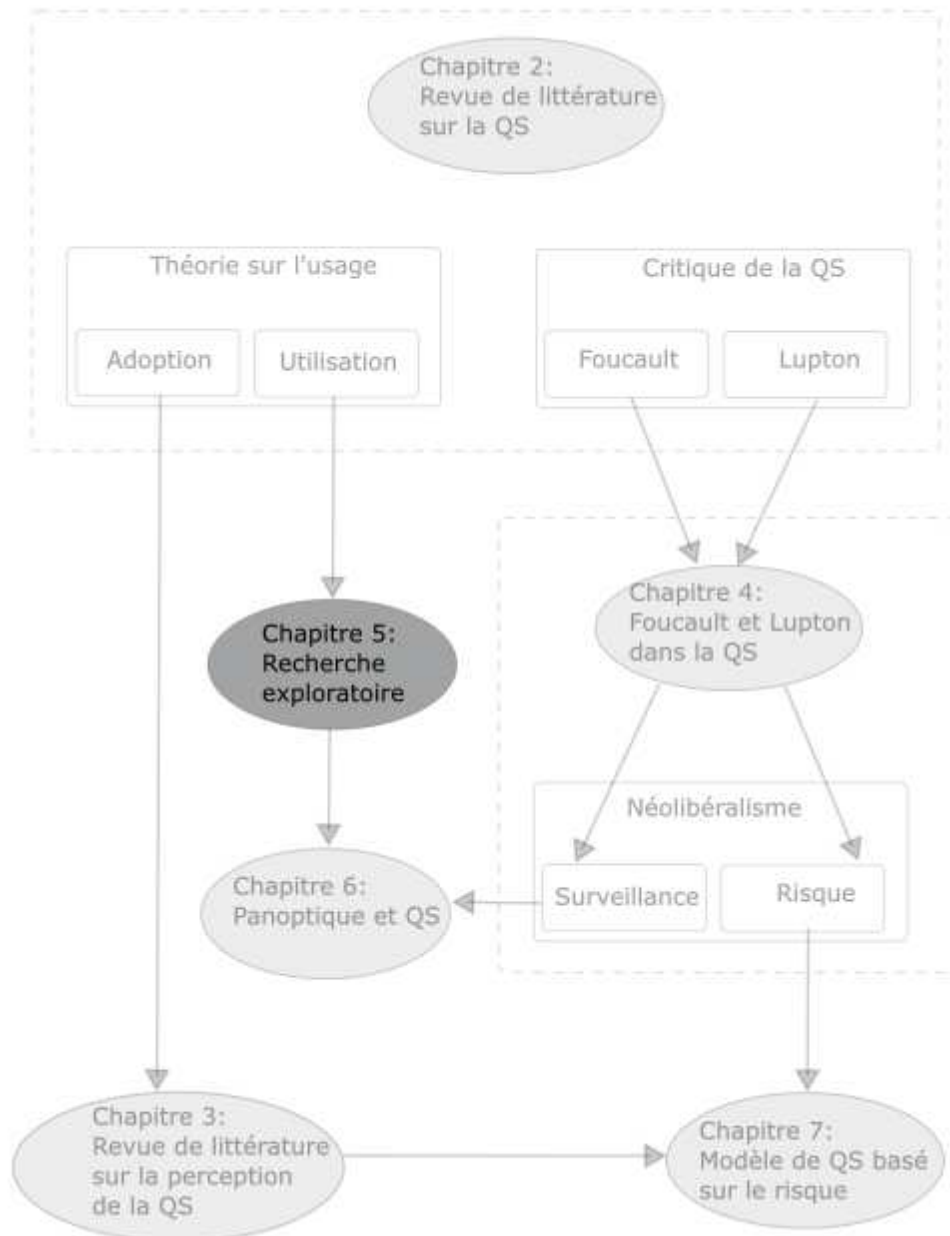 Chapitre 2:
Revue de littérature
sur la QS
Théorie sur l'usage
Critique de la QS
Adoption
Utilisation
Foucault
Lupton
Chapitre 4:
Foucault et Lupton
dans la QS
Chapitre 5:
Recherche
exploratoire
Néolibéralisme
Chapitre 6:
Panoptique et QS
Surveillance
Risque
Chapitre 3:
Revue de littérature
sur la perception
de la QS
Chapitre 7:
Modèle de QS basé
sur le risque